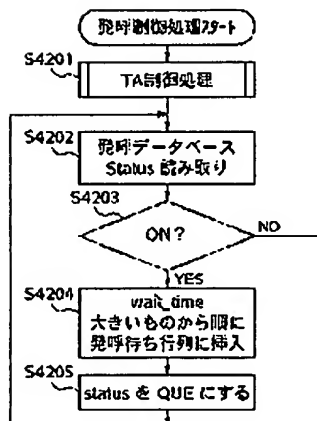 発呼制御処理スタート
S4201
TA制御処理
S4202
発呼データベース
Status 読み取り
S4203
ON?
NO
YES
S4204
wait_time
大きいものから順に
発呼待ち行列に挿入
S4205
status を QUE にする